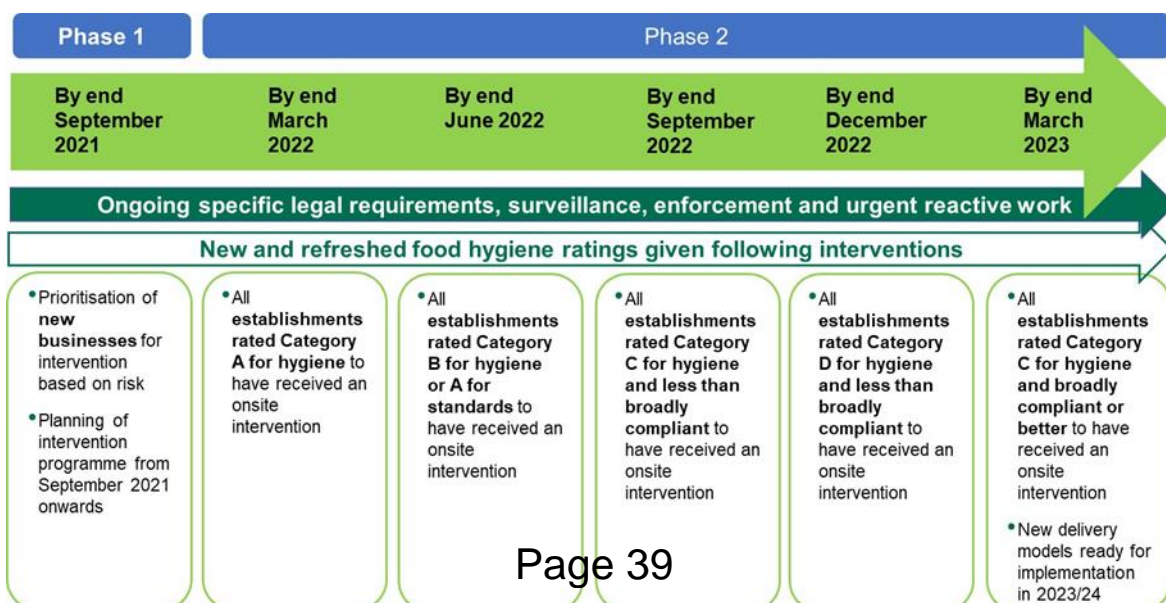 Phase 1
Phase 2
By end
September
2021
By end
March
2022
By end
June 2022
By end
September
2022
By end
December
2022
By end
March
2023
Ongoing specific legal requirements, surveillance, enforcement and urgent reactive work
New and refreshed food hygiene ratings given following interventions
•Prioritisation of
new
businesses for
intervention
based on risk
•Planning of
intervention
programme from
September 2021
onwards
•All
establishments
rated Category
A for hygiene to
have received an
onsite
intervention
•All
establishments
rated Category
B for hygiene
or A for
standards to
have received an
onsite
intervention
•All
establishments
rated Category
C for hygiene
and less than
broadly
compliant to
have received an
onsite
intervention
•All
establishments
rated Category
D for hygiene
and less than
broadly
compliant to
have received an
onsite
intervention
•All
establishments
rated Category
C for hygiene
and broadly
compliant or
better to have
received an
onsite
intervention
•New delivery
models ready for
implementation
in 2023/24
Page 39